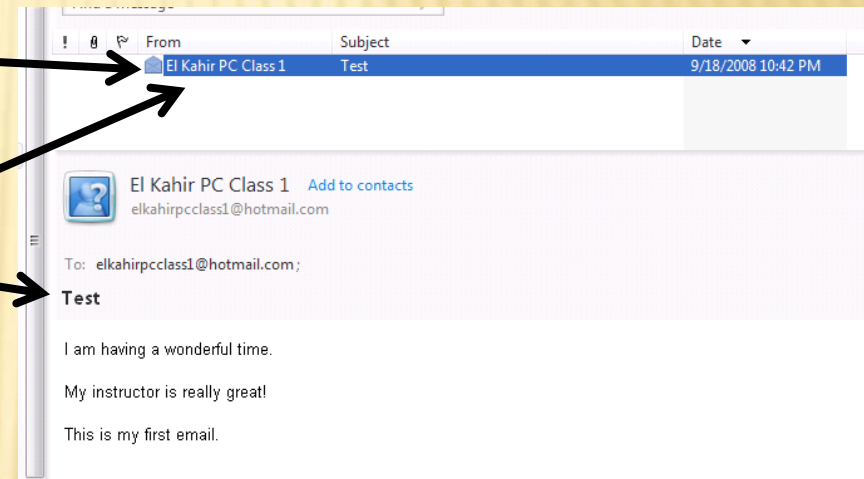 ! From Subject Date
El Kahir PC Class 1 Test 9/18/2008 10:42 PM
El Kahir PC Class 1 Add to contacts
elkahirpcclass1@hotmail.com
To: elkahirpcclass1@hotmail.com;
Test
I am having a wonderful time.
My instructor is really great!
This is my first email.